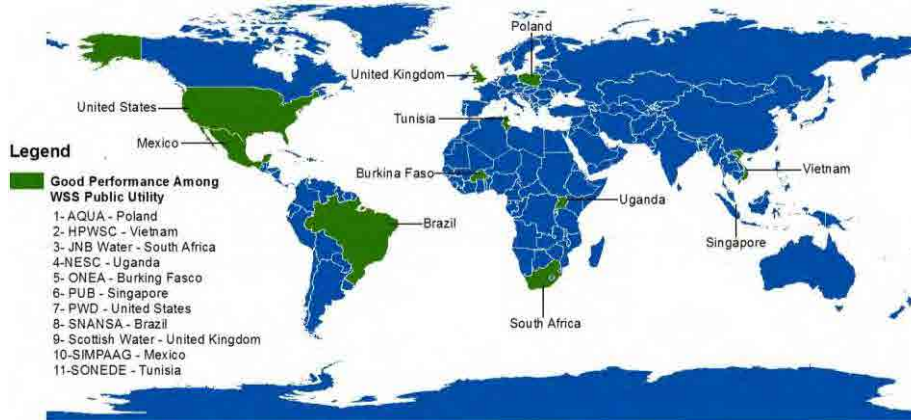 Poland
United Kingdom
United States
Tunisia
Mexico
Legend
Good Performance Among
WSS Public Utility
1- AQUA - Poland
2- HPWSC - Vietnam
3- JNB Water - South Africa
4-NESC - Uganda
5- ONEA - Burking Fasco
6- PUB - Singapore
7- PWD - United States
8- SNANSA - Brazil
9- Scottish Water - United Kingdom
10-SIMPAAG - Mexico
11-SONEDE - Tunisia
Burkina Faso
Vietnam
Uganda
Brazil
Singapore
South Africa